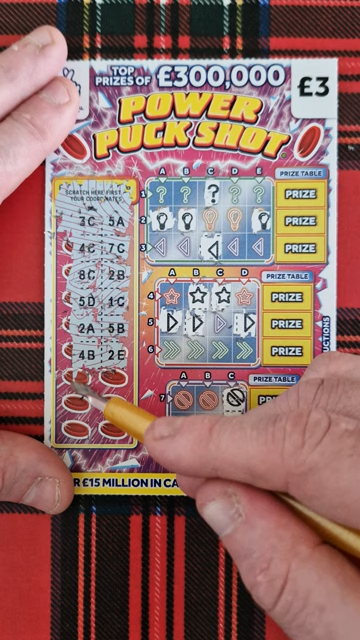 TOP PRIZES OF £300,000
£3
POWER
PUCK SHOT
SCRATCH HERE FIRST
YOUR COORDINATES
3C 5A
4C 7C
8C 2B
5D 1C
2A 5B
4B 2E
A B C D E
1 ? ? ? ? ? PRIZE
2 PRIZE
3 PRIZE
A B C D PRIZE TABLE
4 PRIZE
5 PRIZE
6 PRIZE
A B C PRIZE TABLE
7
R £15 MILLION IN CA